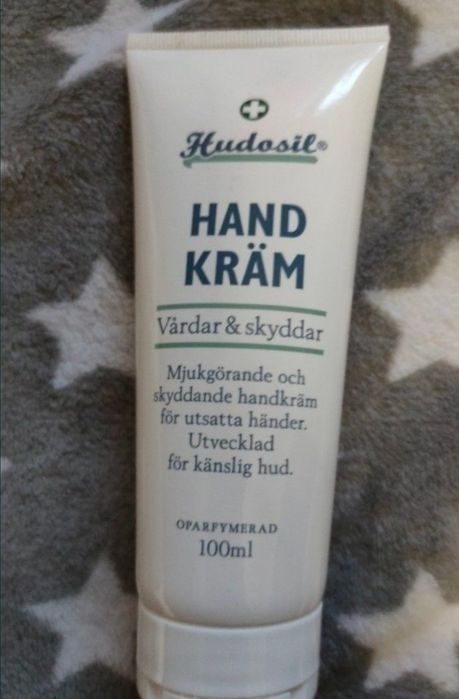 Hudosil®
HAND
KRÄM
Vårdar & skyddar
Mjukgörande och
skyddande handkräm
för utsatta händer.
Utvecklad
för känslig hud.
OPARFYMERAD
100ml